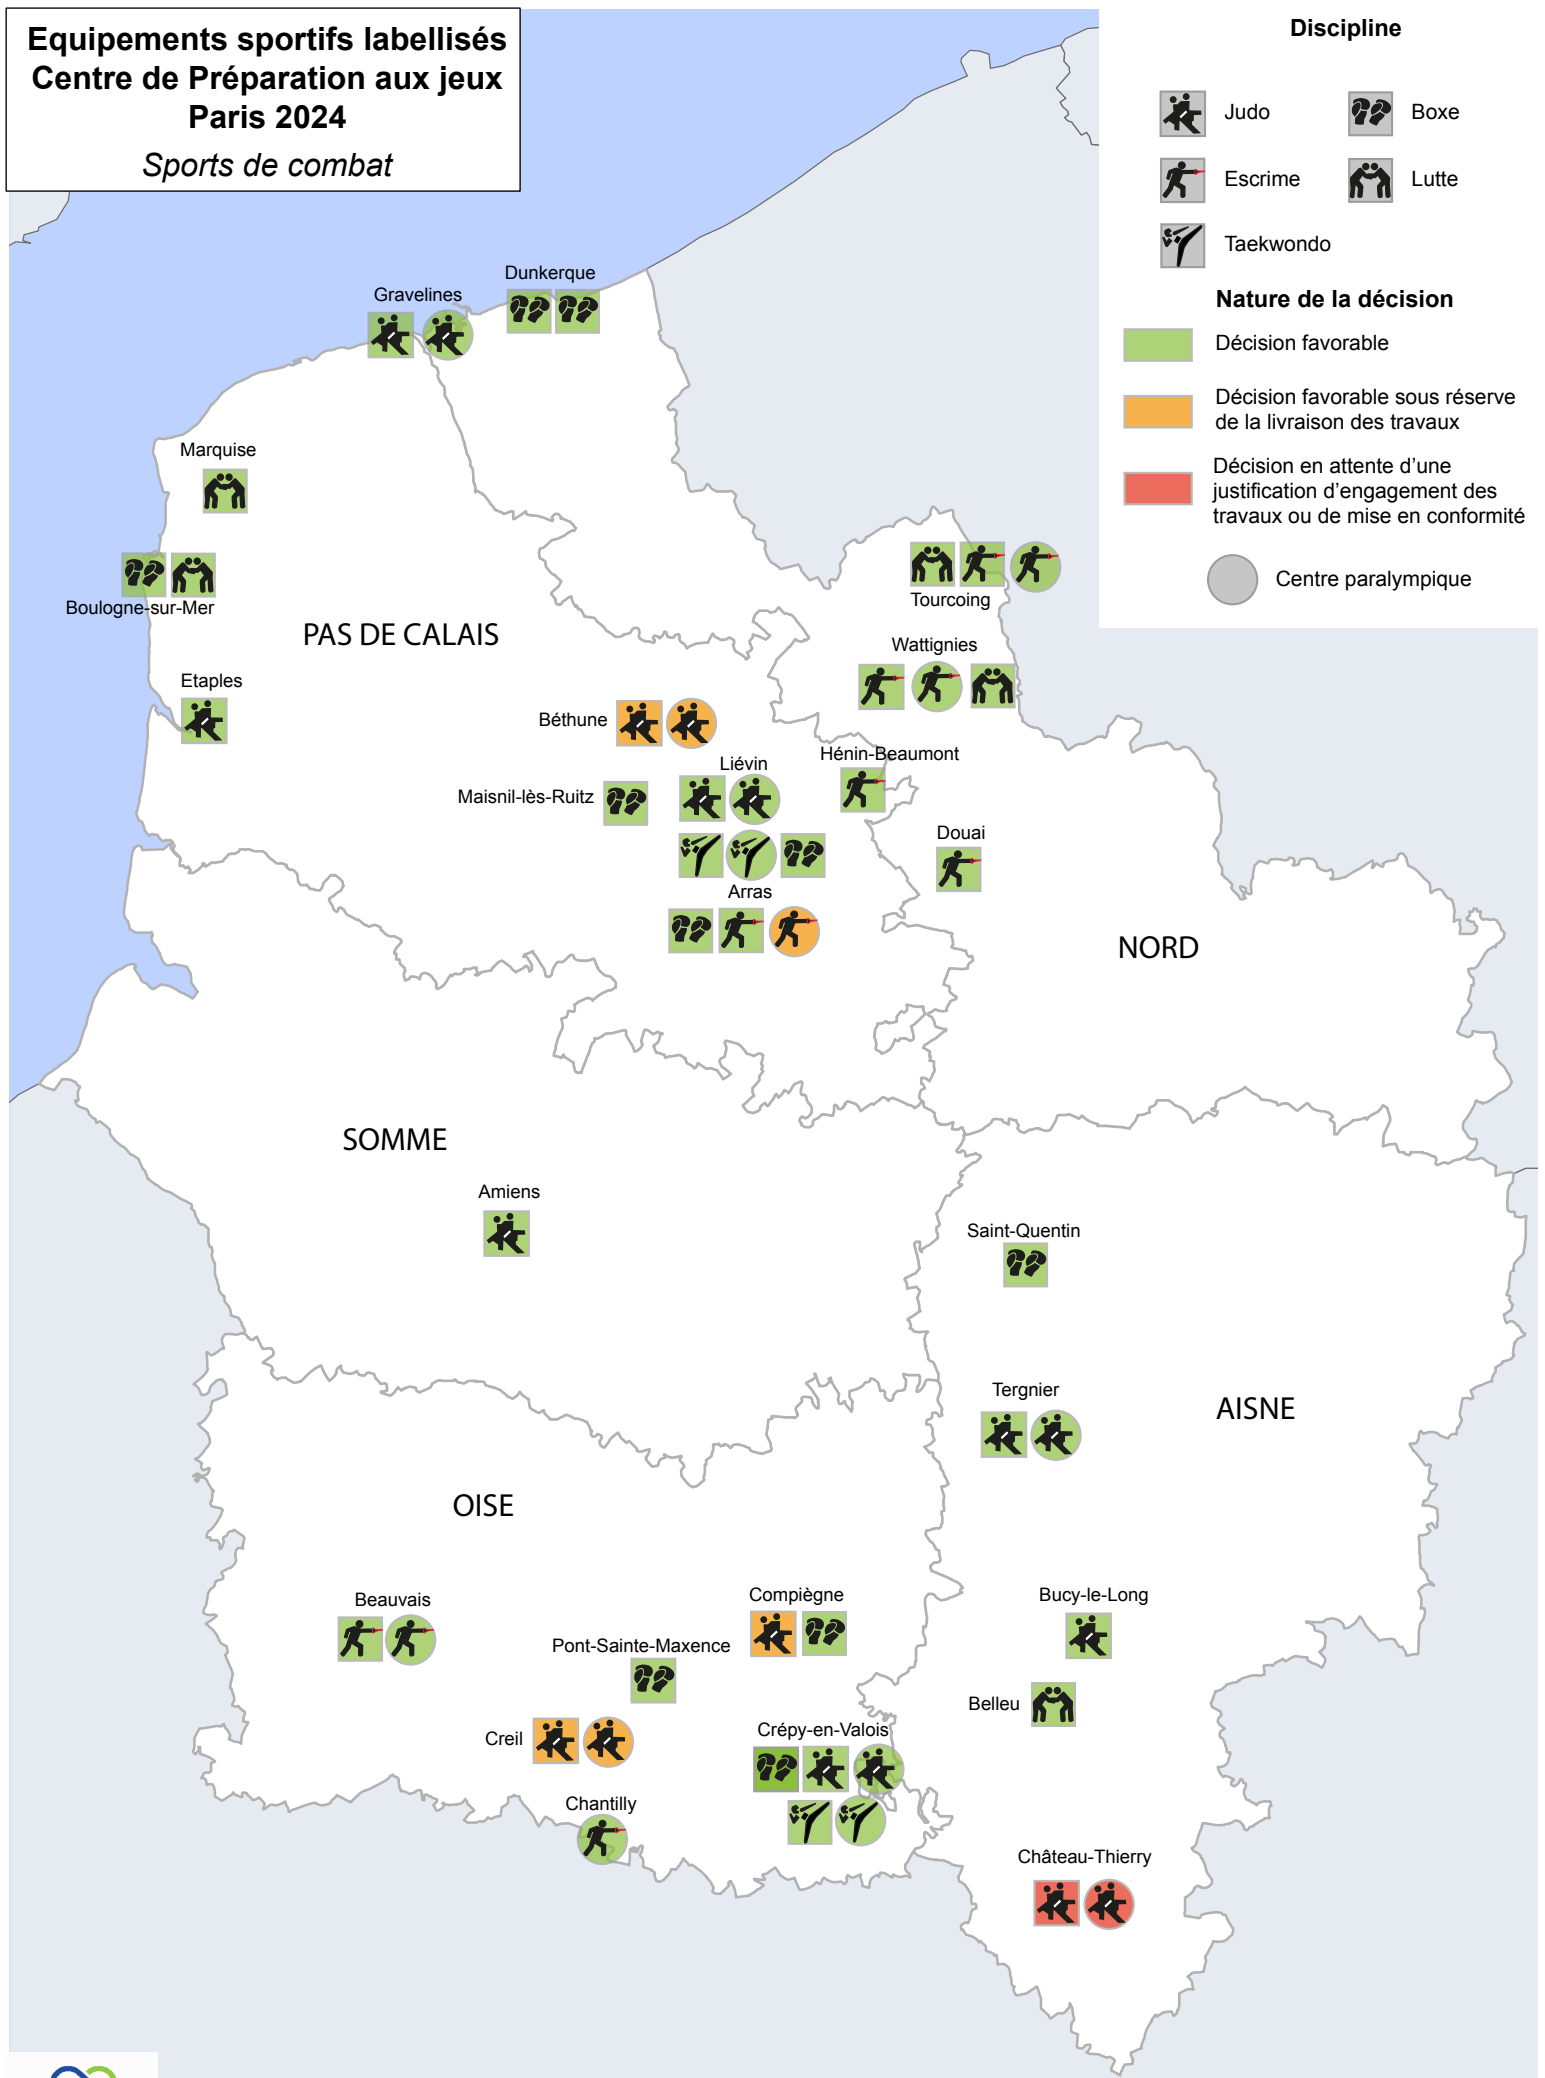 Equipements sportifs labellisés
Centre de Préparation aux jeux
Paris 2024
Sports de combat
Discipline
Judo
Boxe
Escrime
Lutte
Taekwondo
Nature de la décision
Décision favorable
Décision favorable sous réserve
de la livraison des travaux
Décision en attente d’une
justification d’engagement des
travaux ou de mise en conformité
Centre paralympique
Dunkerque
Gravelines
Marquise
Boulogne-sur-Mer
Tourcoing
PAS DE CALAIS
Wattignies
Etaples
Béthune
Hénin-Beaumont
Liévin
Maisnil-lès-Ruitz
Douai
Arras
NORD
SOMME
Amiens
Saint-Quentin
Tergnier
AISNE
OISE
Beauvais
Compiègne
Bucy-le-Long
Pont-Sainte-Maxence
Belleu
Creil
Crépy-en-Valois
Chantilly
Château-Thierry